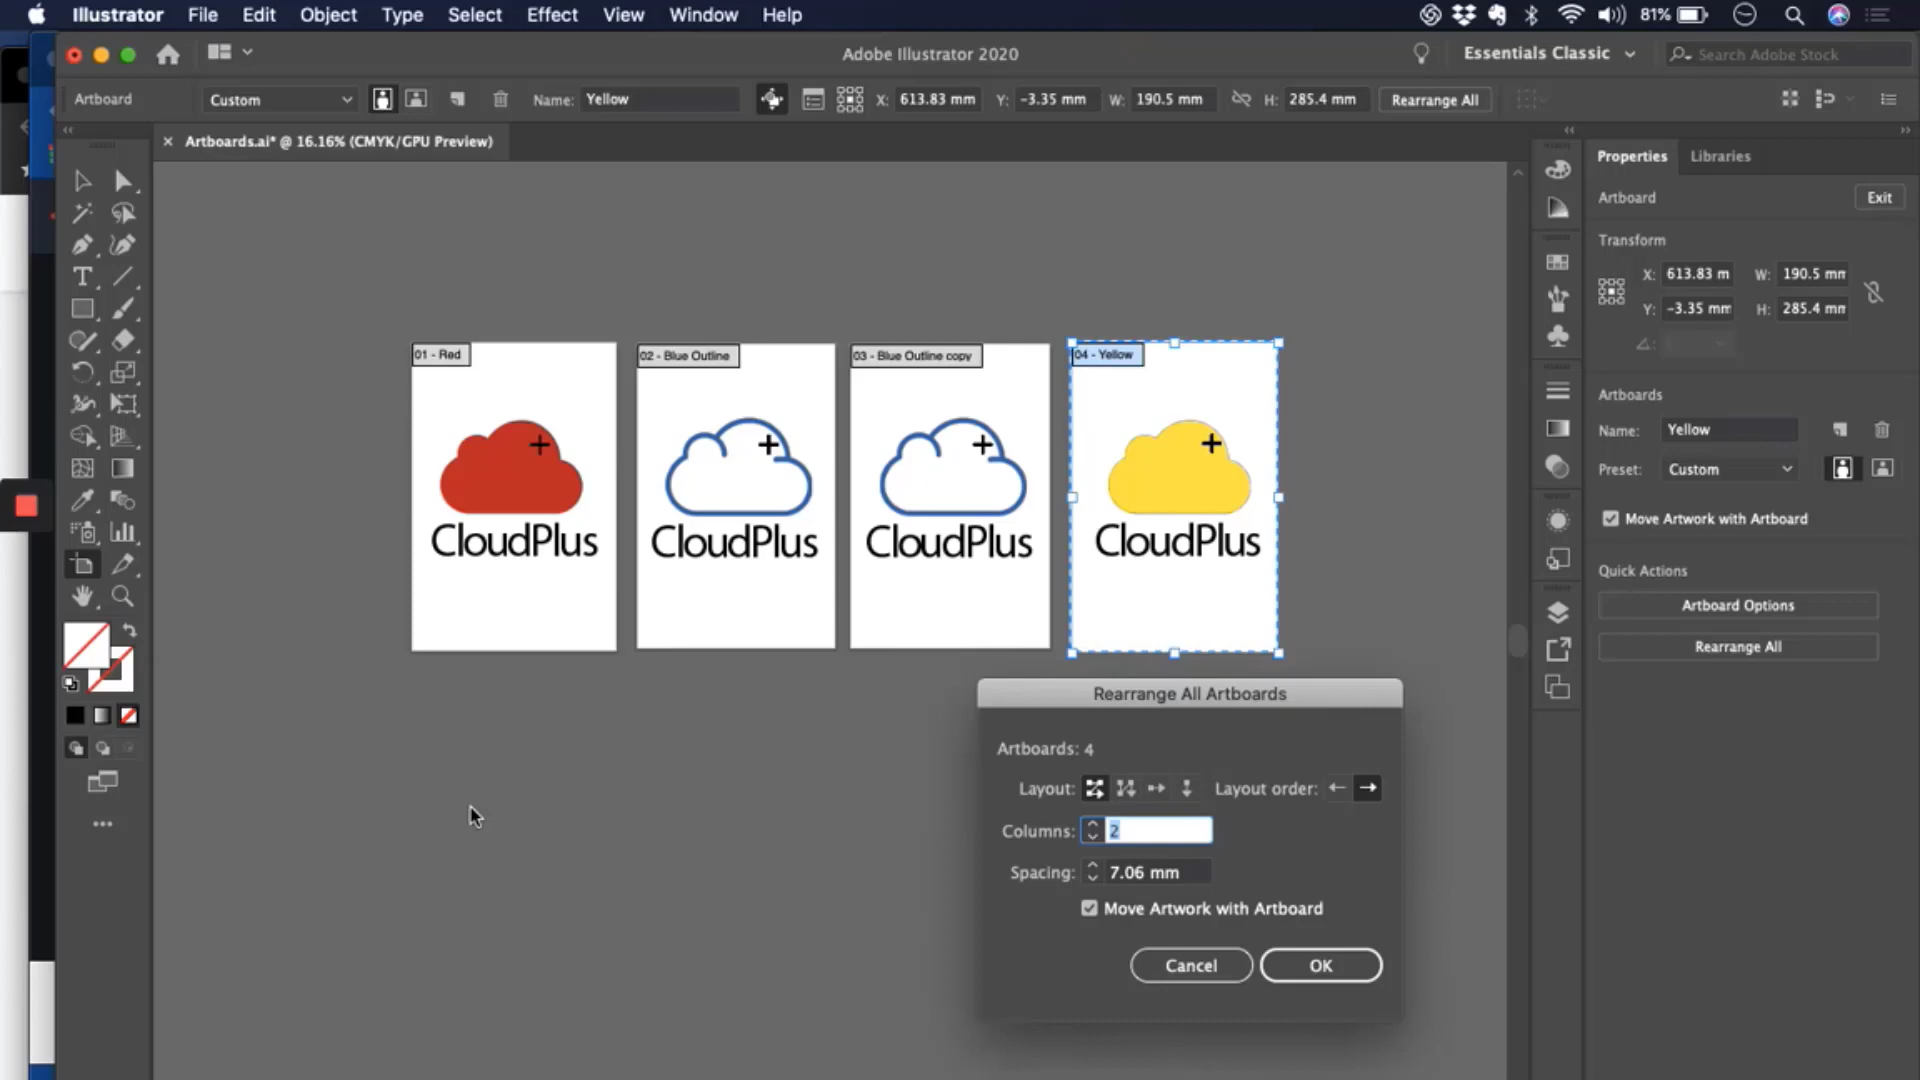 Illustrator File Edit Object Type Select Effect View Window Help 81%
Adobe Illustrator 2020 Essentials Classic Search Adobe Stock
Artboard Custom Name: Yellow X: 613.83 mm Y: -3.35 mm W: 190.5 mm H: 285.4 mm Rearrange All
× Artboards.ai* @ 16.16% (CMYK/GPU Preview)
Properties Libraries
Artboard Exit
Transform
X: 613.83 m W: 190.5 mm
Y: -3.35 mm H: 285.4 mm
Artboards
Name: Yellow
Preset: Custom
Move Artwork with Artboard
Quick Actions
Artboard Options
Rearrange All
01 - Red
CloudPlus
02 - Blue Outline
CloudPlus
03 - Blue Outline copy
CloudPlus
04 - Yellow
CloudPlus
Rearrange All Artboards
Artboards: 4
Layout: Layout order:
Columns: 2
Spacing: 7.06 mm
Move Artwork with Artboard
Cancel OK